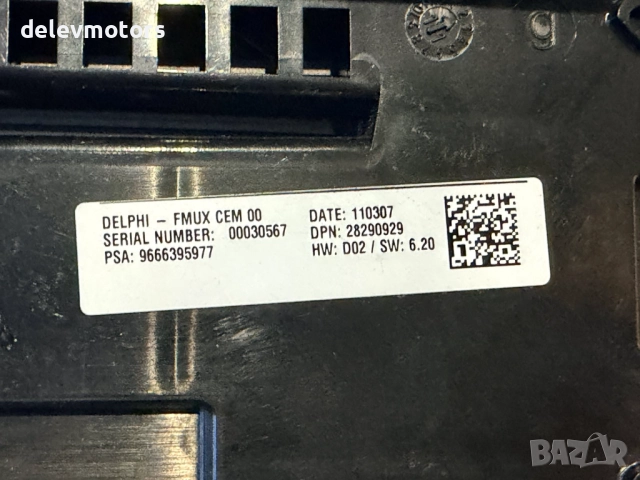 delevmotors
g
DELPHI – FMUX CEM 00
SERIAL NUMBER: 00030567
PSA: 9666395977
DATE: 110307
DPN: 28290929
HW: D02 / SW: 6.20
BAZAR
bg